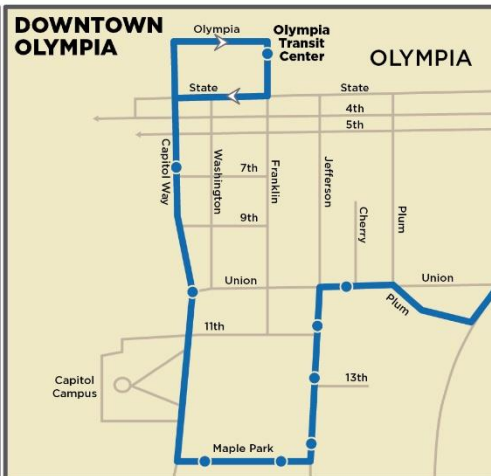 DOWNTOWN
OLYMPIA
Olympia
Olympia
Transit
Center
OLYMPIA
State
State
4th
5th
Capitol Way
Washington
7th
Franklin
Jefferson
Cherry
Plum
9th
Union
Union
Plum
11th
13th
Capitol
Campus
Maple Park